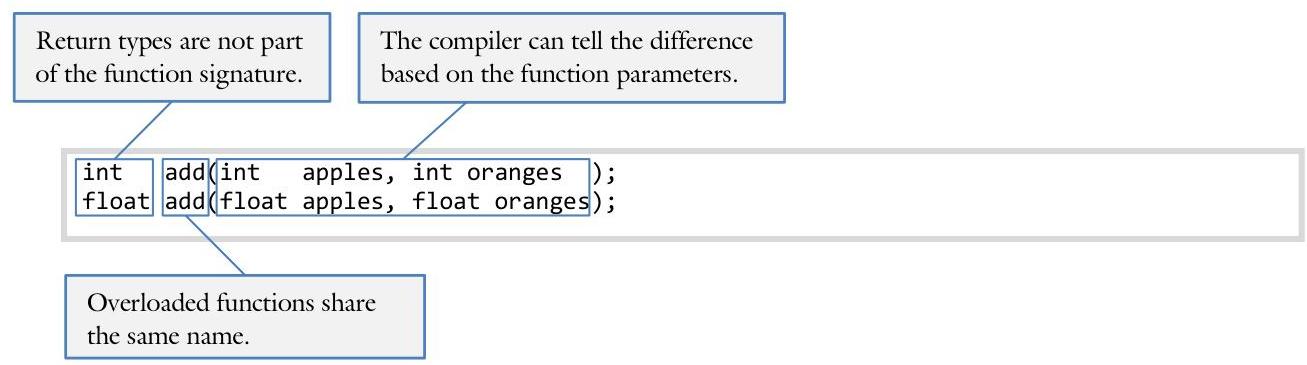 Return types are not part
of the function signature.
The compiler can tell the difference
based on the function parameters.
int   add(int   apples, int oranges  );
float add(float apples, float oranges);
Overloaded functions share
the same name.